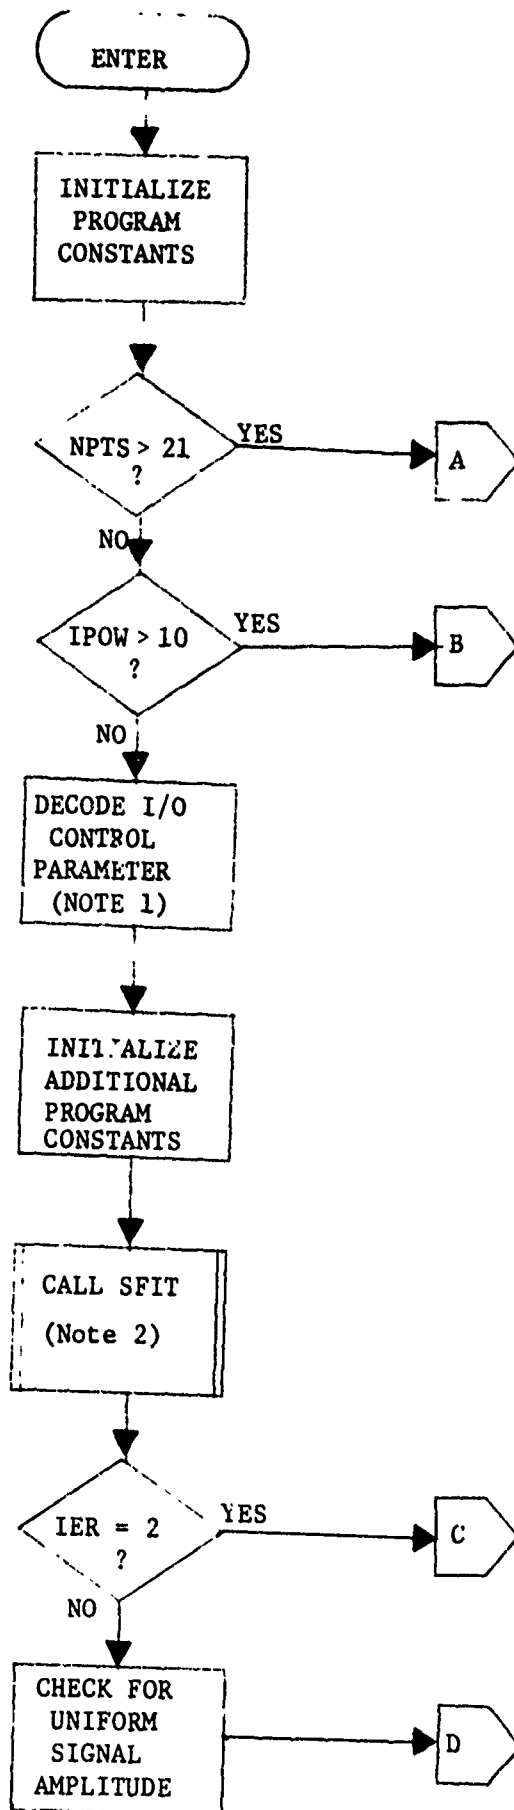 ENTER
INITIALIZE
PROGRAM
CONSTANTS
NPTS > 21
?
YES
A
NO
IPOW > 10
?
YES
B
NO
DECODE I/O
CONTROL
PARAMETER
(NOTE 1)
INITIALIZE
ADDITIONAL
PROGRAM
CONSTANTS
CALL SFIT
(Note 2)
IER = 2
?
YES
C
NO
CHECK FOR
UNIFORM
SIGNAL
AMPLITUDE
D